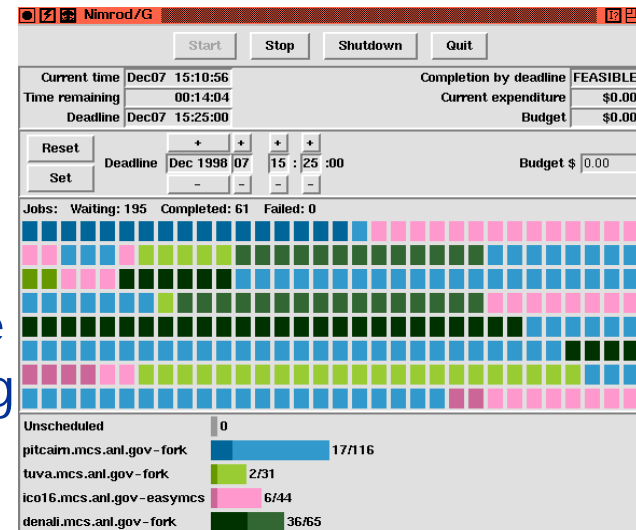 Nimrod/G
Start Stop Shutdown Quit
Current time Dec07 15:10:56 Completion by deadline FEASIBLE
Time remaining 00:14:04 Current expenditure $0.00
Deadline Dec07 15:25:00 Budget $0.00
Reset
+ + + +
Deadline Dec 1998 07 15 : 25 :00 Budget $ 0.00
Set
- - - -
Jobs: Waiting: 195 Completed: 61 Failed: 0
e
g
Unscheduled 0
pitcairn.mcs.anl.gov-fork 17/116
tuva.mcs.anl.gov-fork 2/31
ico16.mcs.anl.gov-easymcs 6/44
denali.mcs.anl.gov-fork 36/65